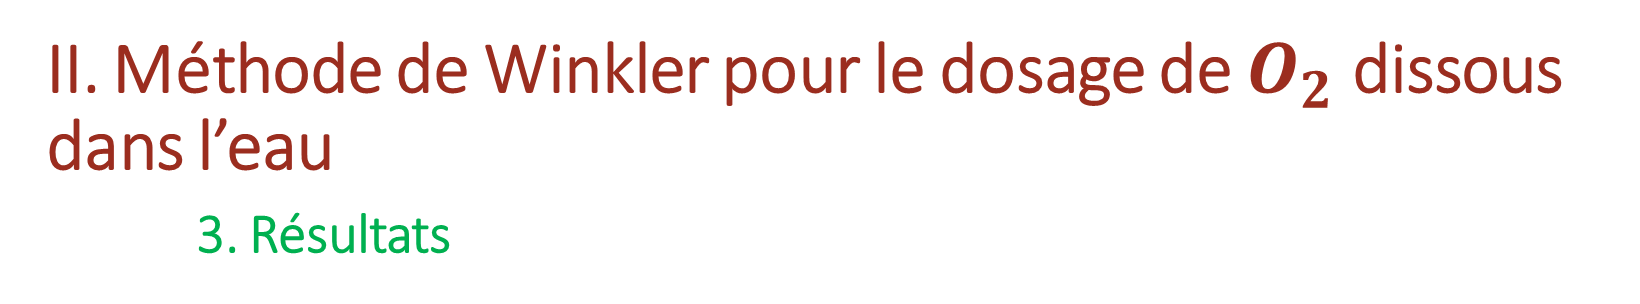 II. Méthode de Winkler pour le dosage de O₂ dissous
dans l’eau
3. Résultats